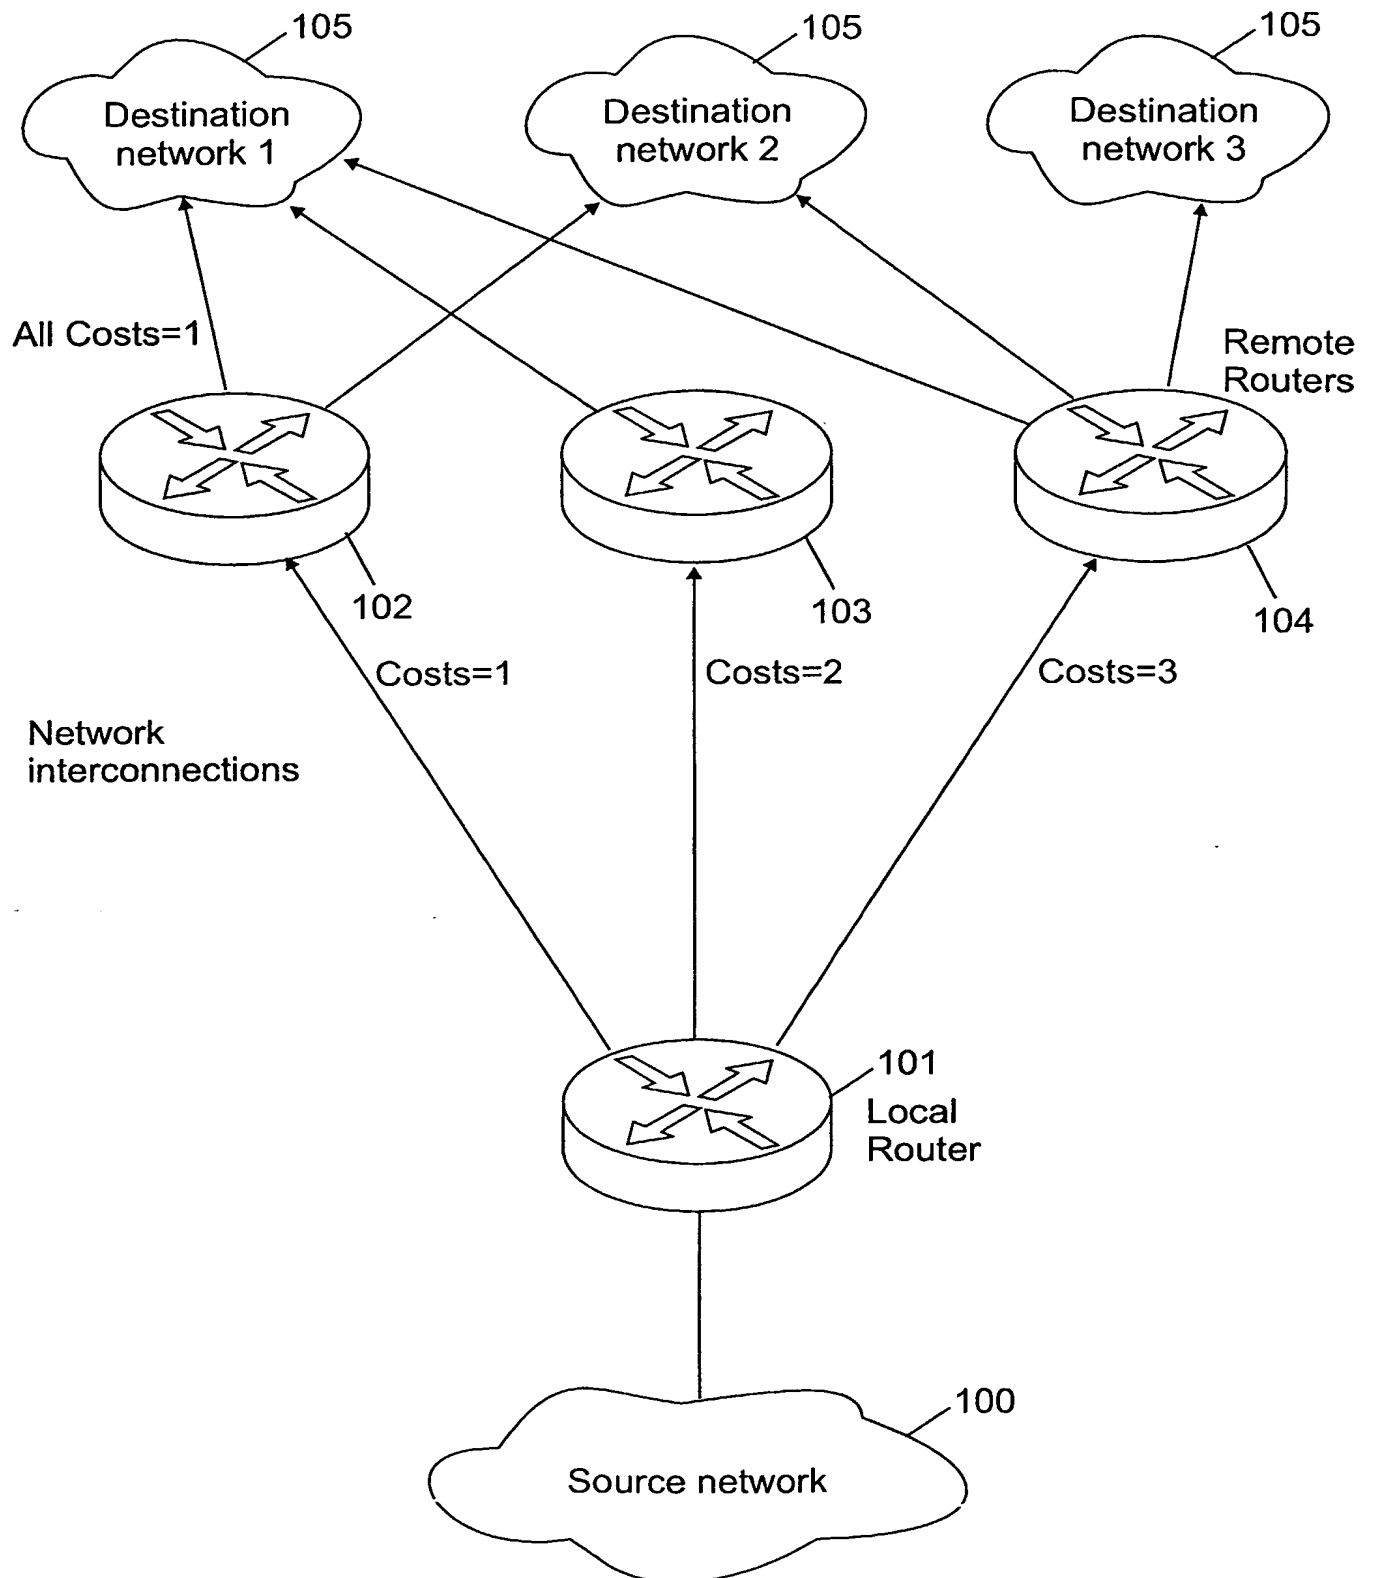 105
105
105
Destination
network 1
Destination
network 2
Destination
network 3
All Costs=1
Remote
Routers
102
103
104
Costs=1
Costs=2
Costs=3
Network
interconnections
101
Local
Router
100
Source network